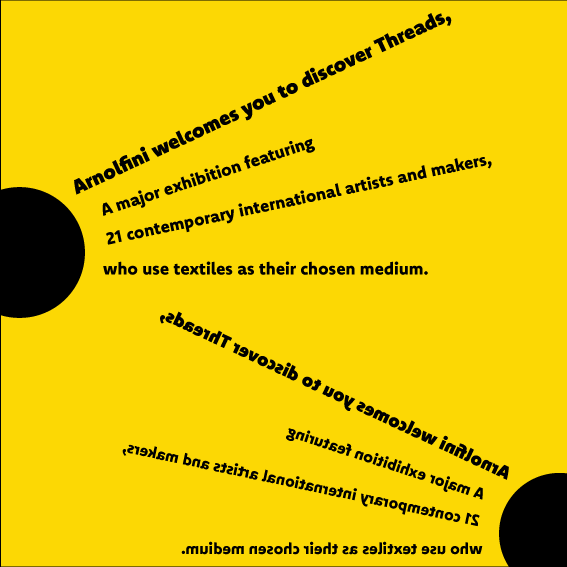 Arnolfini welcomes you to discover Threads,
A major exhibition featuring
21 contemporary international artists and makers,
who use textiles as their chosen medium.
Arnolfini welcomes you to discover Threads,
A major exhibition featuring
21 contemporary international artists and makers,
who use textiles as their chosen medium.